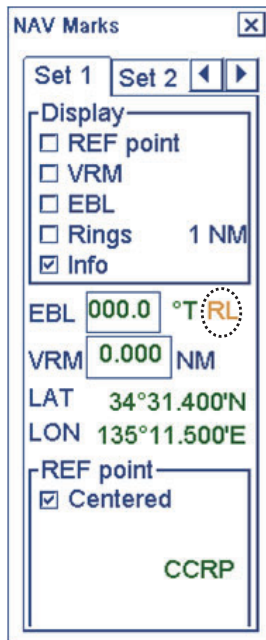 NAV Marks
Set 1 Set 2
Display
REF point
VRM
EBL
Rings 1 NM
Info
EBL 000.0 °T RL
VRM 0.000 NM
LAT 34°31.400'N
LON 135°11.500'E
REF point
Centered
CCRP